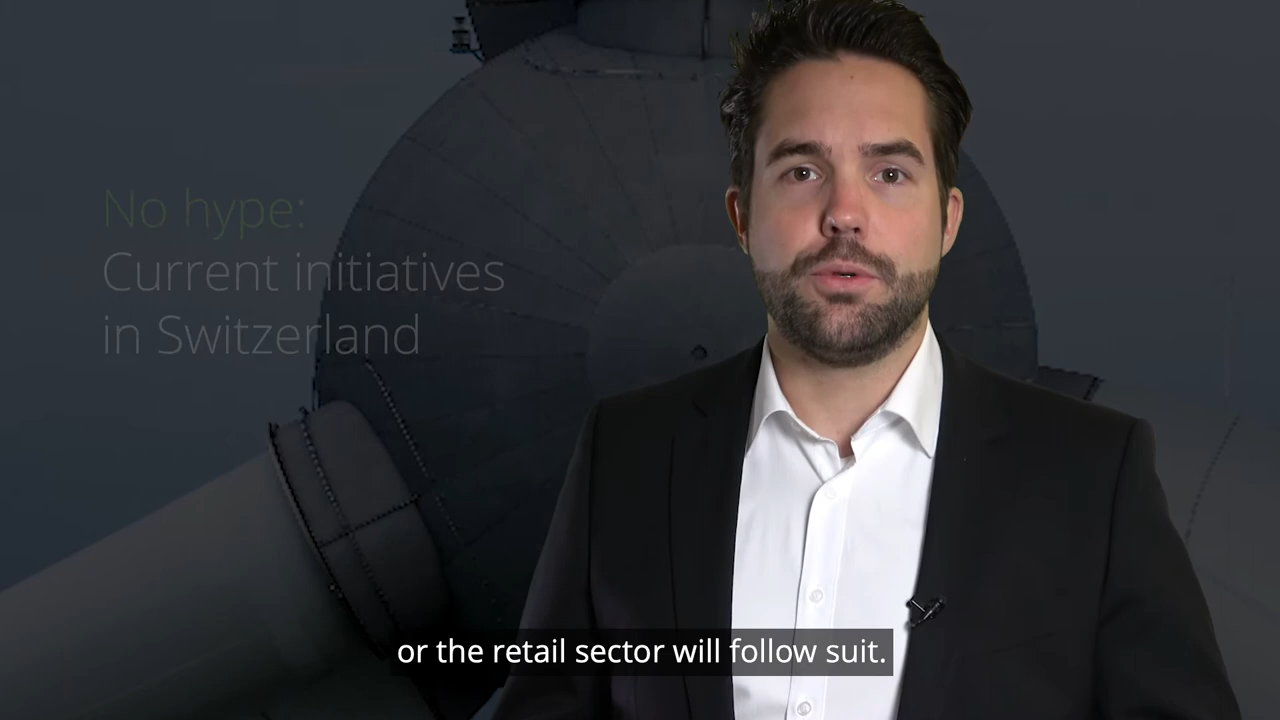 No hype:
Current initiatives
in Switzerland
or the retail sector will follow suit.